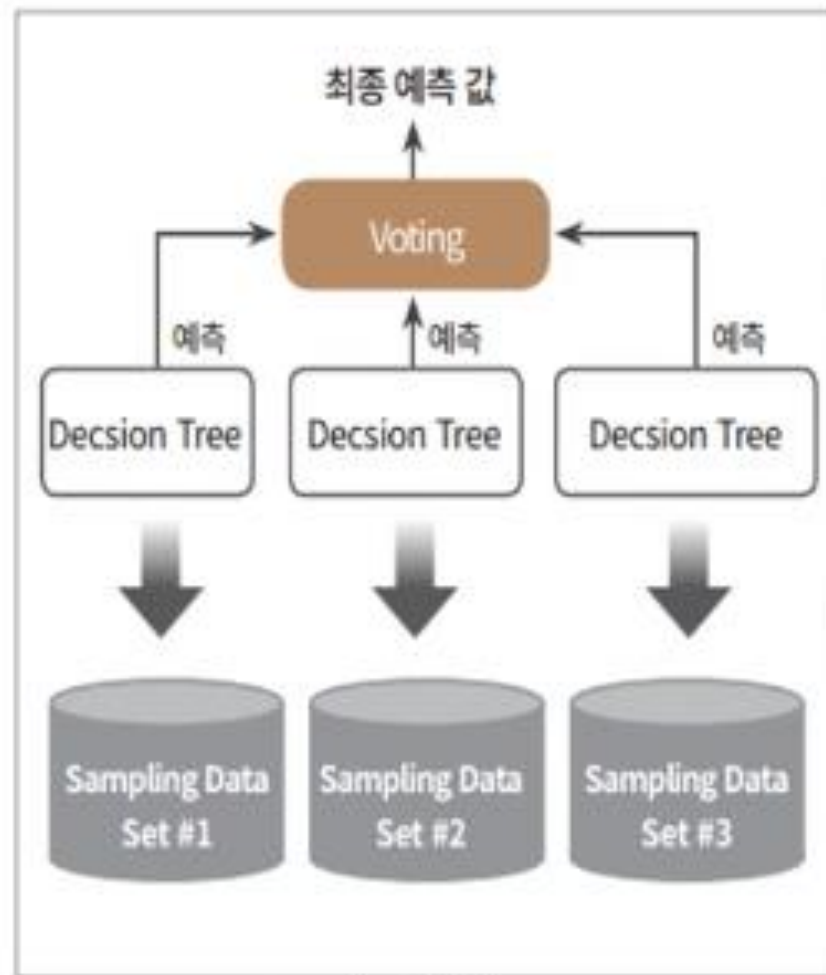 최종 예측 값
Voting
예측 예측 예측
Decsion Tree Decsion Tree Decsion Tree
Sampling Data Sampling Data Sampling Data
Set #1 Set #2 Set #3